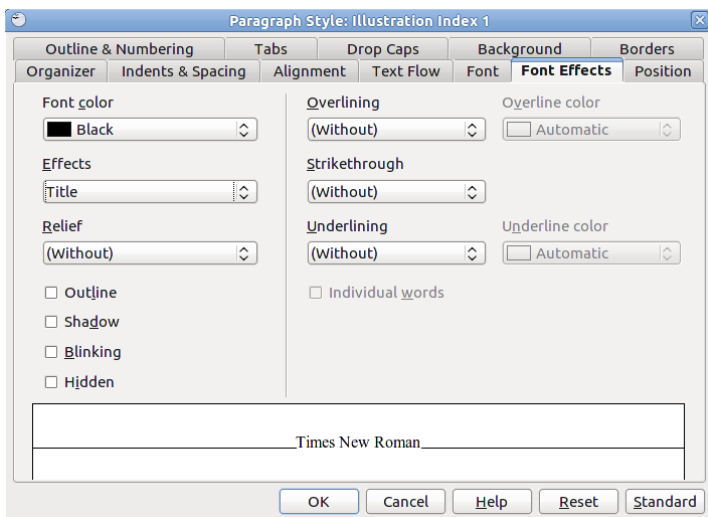 Paragraph Style: Illustration Index 1
Outline & Numbering Tabs Drop Caps Background Borders
Organizer Indents & Spacing Alignment Text Flow Font Font Effects Position
Font color Overlining Overline color
Black (Without) Automatic
Effects Strikethrough
Title (Without)
Relief Underlining Underline color
(Without) (Without) Automatic
Outline Individual words
Shadow
Blinking
Hidden
Times New Roman
OK Cancel Help Reset Standard